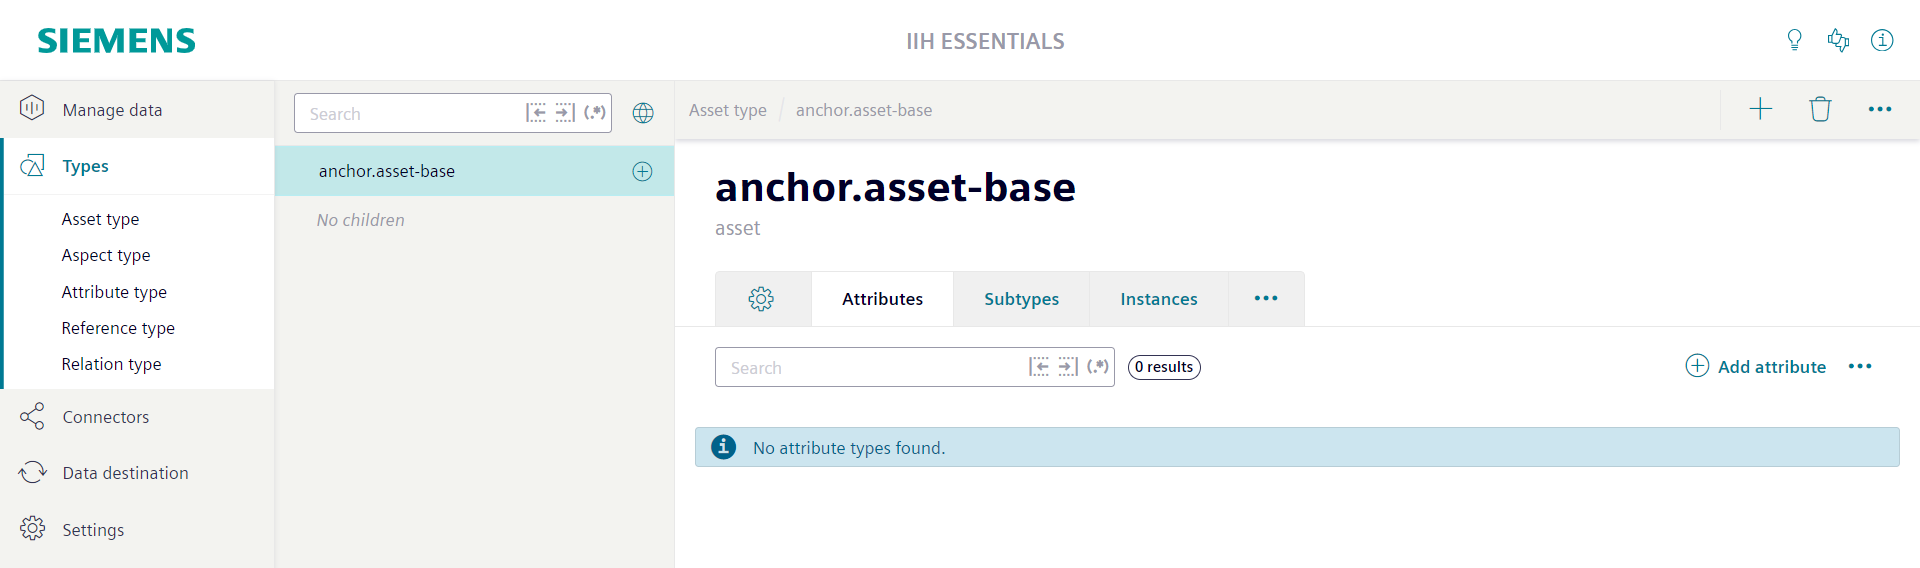 SIEMENS
IIH ESSENTIALS
Manage data
Types
Asset type
Aspect type
Attribute type
Reference type
Relation type
Connectors
Data destination
Settings
Search (.*)
anchor.asset-base
No children
Asset type / anchor.asset-base
anchor.asset-base
asset
Attributes Subtypes Instances
Search (.*) 0 results Add attribute
No attribute types found.